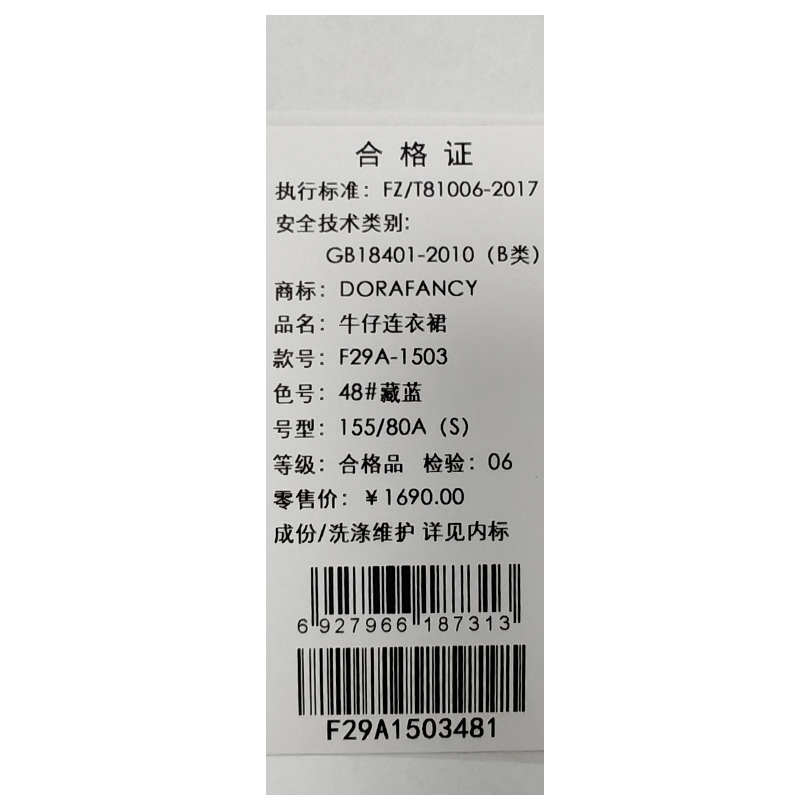 合格证
执行标准：FZ/T81006-2017
安全技术类别:
GB18401-2010（B类）
商标：DORAFANCY
品名：牛仔连衣裙
款号：F29A-1503
色号：48#藏蓝
号型：155/80A（S）
等级：合格品 检验：06
零售价：￥1690.00
成份/洗涤维护 详见内标
6 927966 187313
F29A1503481